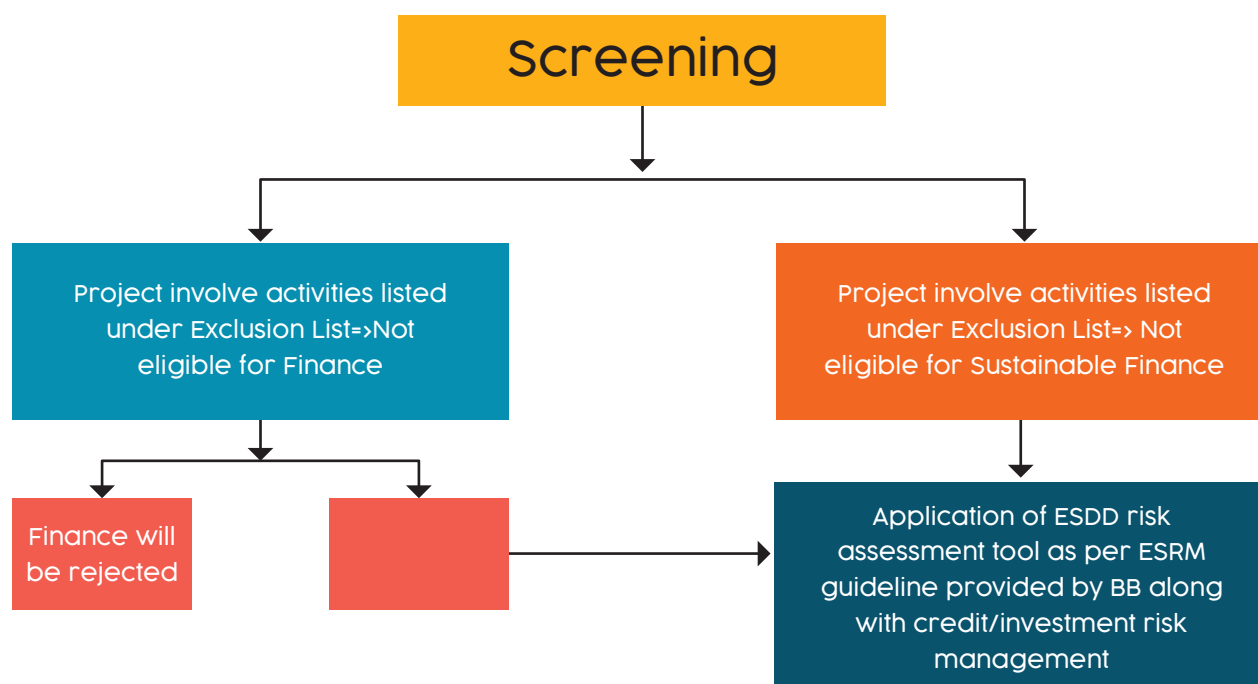 Screening
Project involve activities listed
under Exclusion List=>Not
eligible for Finance
Project involve activities listed
under Exclusion List=> Not
eligible for Sustainable Finance
Finance will
be rejected
Application of ESDD risk
assessment tool as per ESRM
guideline provided by BB along
with credit/investment risk
management